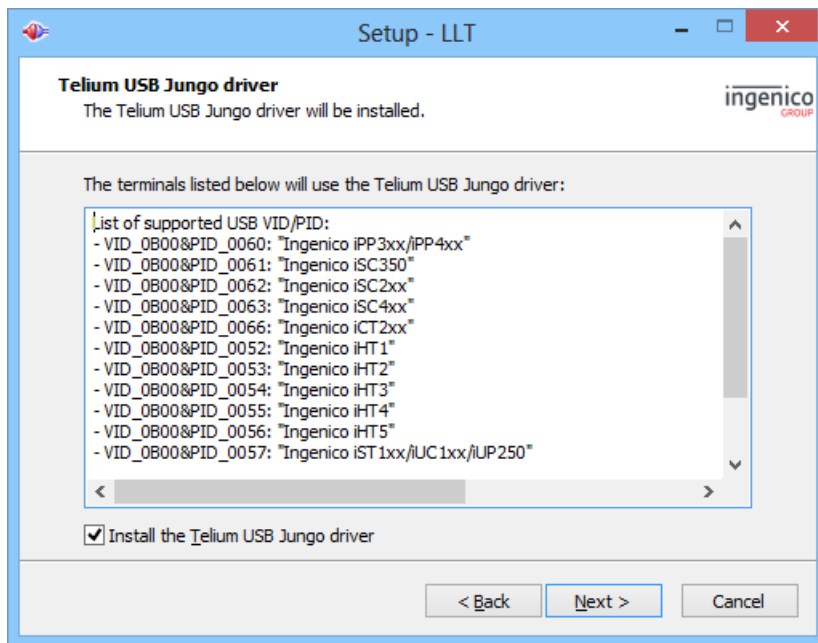 Setup - LLT
Telium USB Jungo driver
The Telium USB Jungo driver will be installed.
ingenico
GROUP
The terminals listed below will use the Telium USB Jungo driver:
List of supported USB VID/PID:
- VID_0B00&PID_0060: "Ingenico iPP3xx/iPP4xx"
- VID_0B00&PID_0061: "Ingenico iSC350"
- VID_0B00&PID_0062: "Ingenico iSC2xx"
- VID_0B00&PID_0063: "Ingenico iSC4xx"
- VID_0B00&PID_0066: "Ingenico iCT2xx"
- VID_0B00&PID_0052: "Ingenico iHT1"
- VID_0B00&PID_0053: "Ingenico iHT2"
- VID_0B00&PID_0054: "Ingenico iHT3"
- VID_0B00&PID_0055: "Ingenico iHT4"
- VID_0B00&PID_0056: "Ingenico iHT5"
- VID_0B00&PID_0057: "Ingenico iST1xx/iUC1xx/iUP250"
Install the Telium USB Jungo driver
< Back Next > Cancel